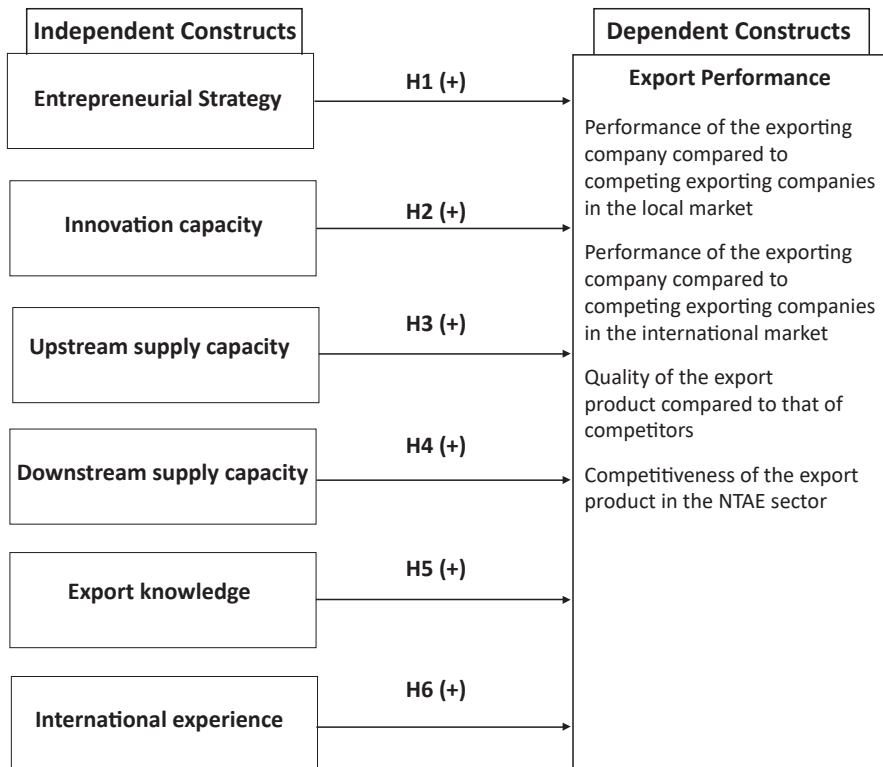 Independent Constructs
Dependent Constructs
Entrepreneurial Strategy
H1 (+)
Innovation capacity
H2 (+)
Upstream supply capacity
H3 (+)
Downstream supply capacity
H4 (+)
Export knowledge
H5 (+)
International experience
H6 (+)
Export Performance
Performance of the exporting
company compared to
competing exporting companies
in the local market
Performance of the exporting
company compared to
competing exporting companies
in the international market
Quality of the export
product compared to that of
competitors
Competitiveness of the export
product in the NTAE sector